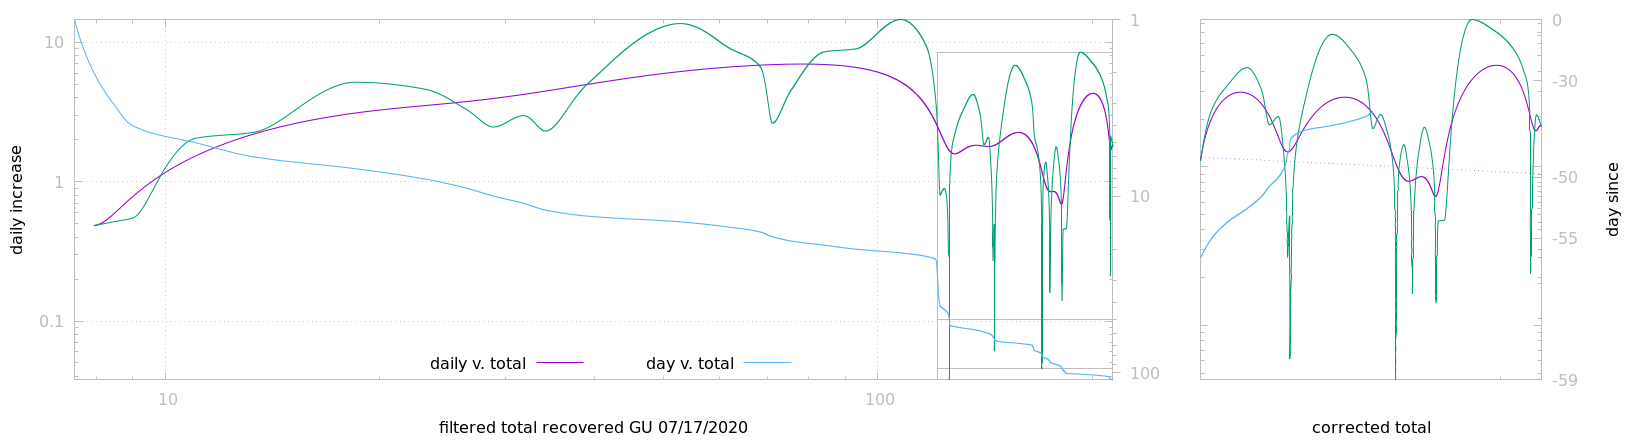 10
1
0.1
daily increase
daily v. total
day v. total
10
100
filtered total recovered GU 07/17/2020
1
10
100
0
-30
-50
-55
-59
day since
corrected total